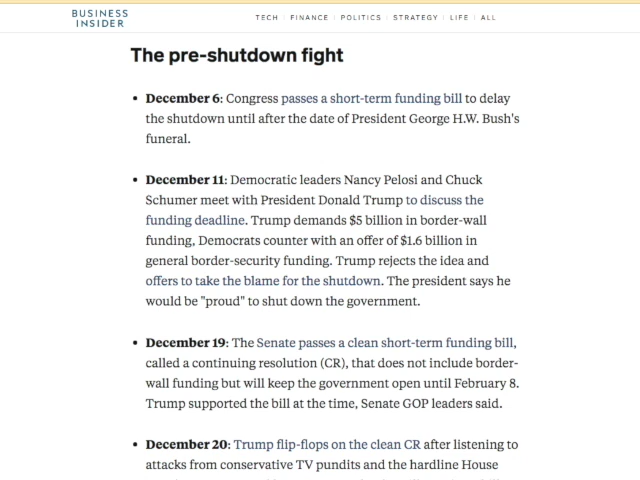 BUSINESS
INSIDER
TECH | FINANCE | POLITICS | STRATEGY | LIFE | ALL
The pre-shutdown fight
• December 6: Congress passes a short-term funding bill to delay
the shutdown until after the date of President George H.W. Bush's
funeral.
• December 11: Democratic leaders Nancy Pelosi and Chuck
Schumer meet with President Donald Trump to discuss the
funding deadline. Trump demands $5 billion in border-wall
funding, Democrats counter with an offer of $1.6 billion in
general border-security funding. Trump rejects the idea and
offers to take the blame for the shutdown. The president says he
would be "proud" to shut down the government.
• December 19: The Senate passes a clean short-term funding bill,
called a continuing resolution (CR), that does not include border-
wall funding but will keep the government open until February 8.
Trump supported the bill at the time, Senate GOP leaders said.
• December 20: Trump flip-flops on the clean CR after listening to
attacks from conservative TV pundits and the hardline House